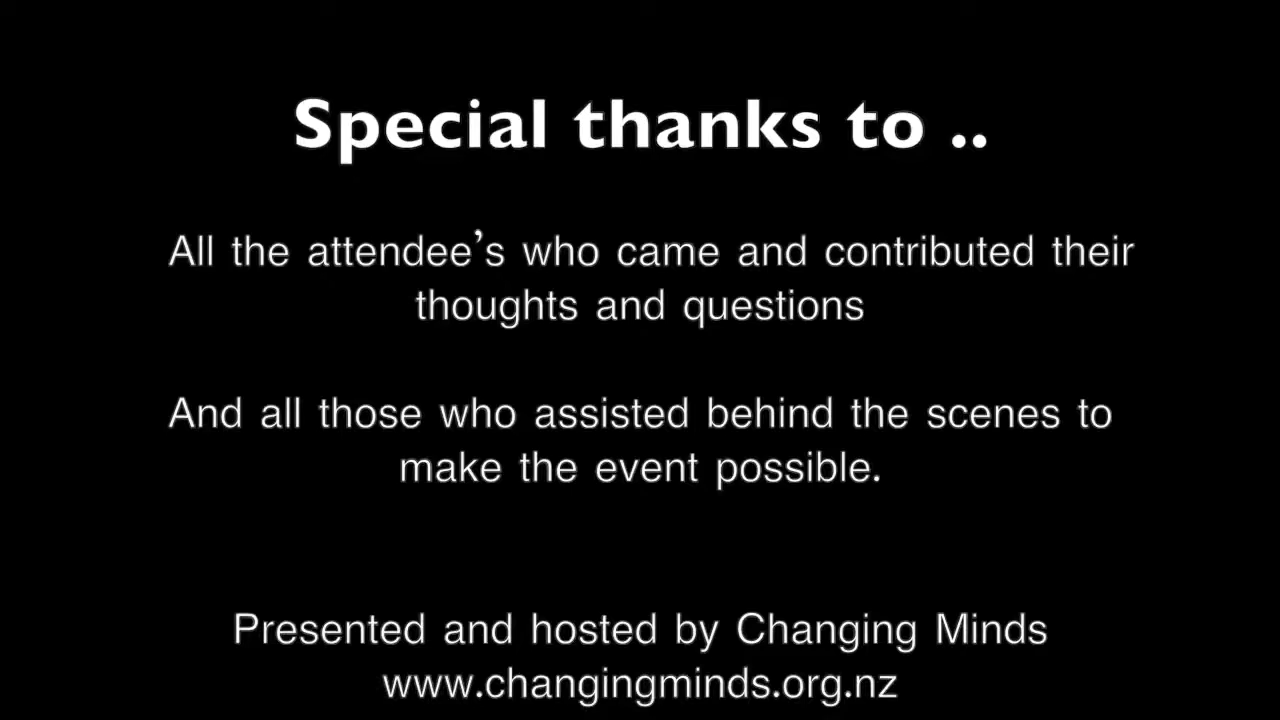 Special thanks to ..
All the attendee’s who came and contributed their
thoughts and questions
And all those who assisted behind the scenes to
make the event possible.
Presented and hosted by Changing Minds
www.changingminds.org.nz